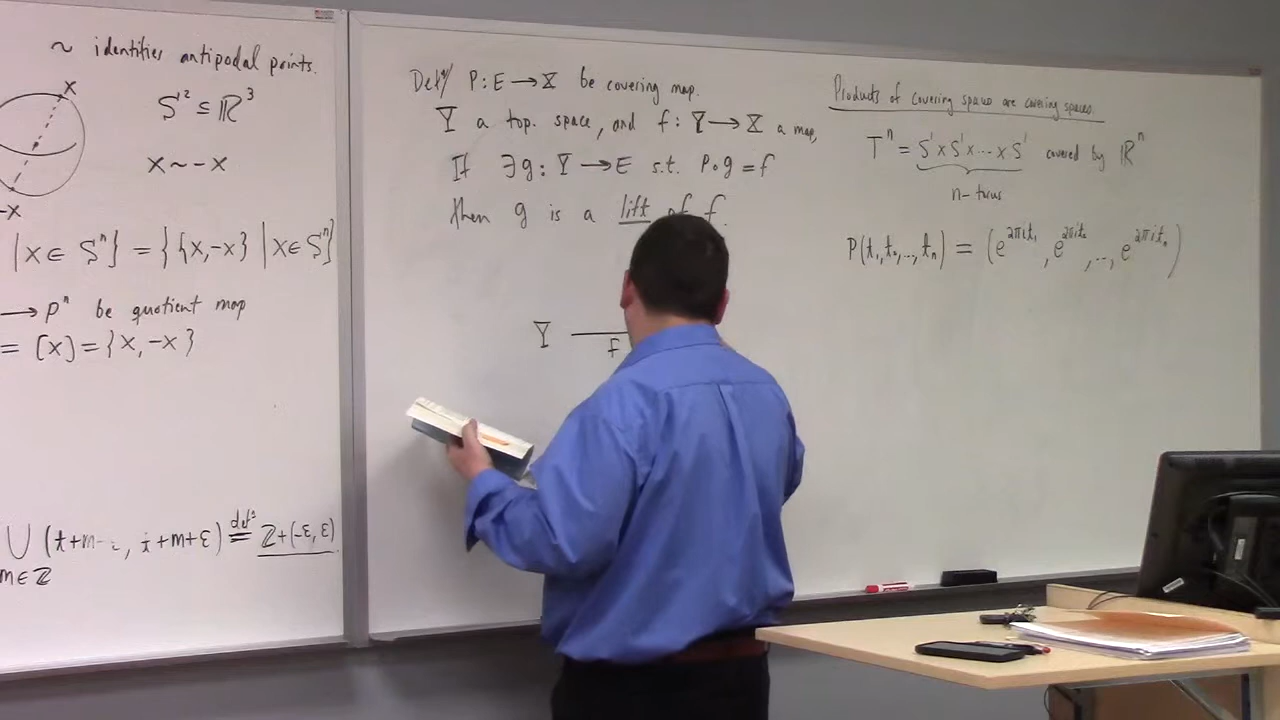 ~ identifies antipodal points.
x
S² ⊆ ℝ³
x ~ -x
-x
| x ∈ Sⁿ} = {{x, -x} | x ∈ Sⁿ}
→ Pⁿ be quotient map
= [x] = {x, -x}
∪ (t+m- , t+m+ε) ≝ ℤ+(-ε, ε)
m∈ℤ
Defⁿ/ P: E → X be covering map.
Y a top. space, and f: Y → X a map,
If ∃g: Y → E s.t. P∘g = f
then g is a lift of f.
Y
f
Products of covering spaces are covering spaces.
Tⁿ = S¹ x S¹ x ... x S¹ covered by ℝⁿ
n-torus
P(t₁, t₂, ..., tₙ) = (e^{2πit₁}, e^{2πit₂}, ..., e^{2πitₙ})